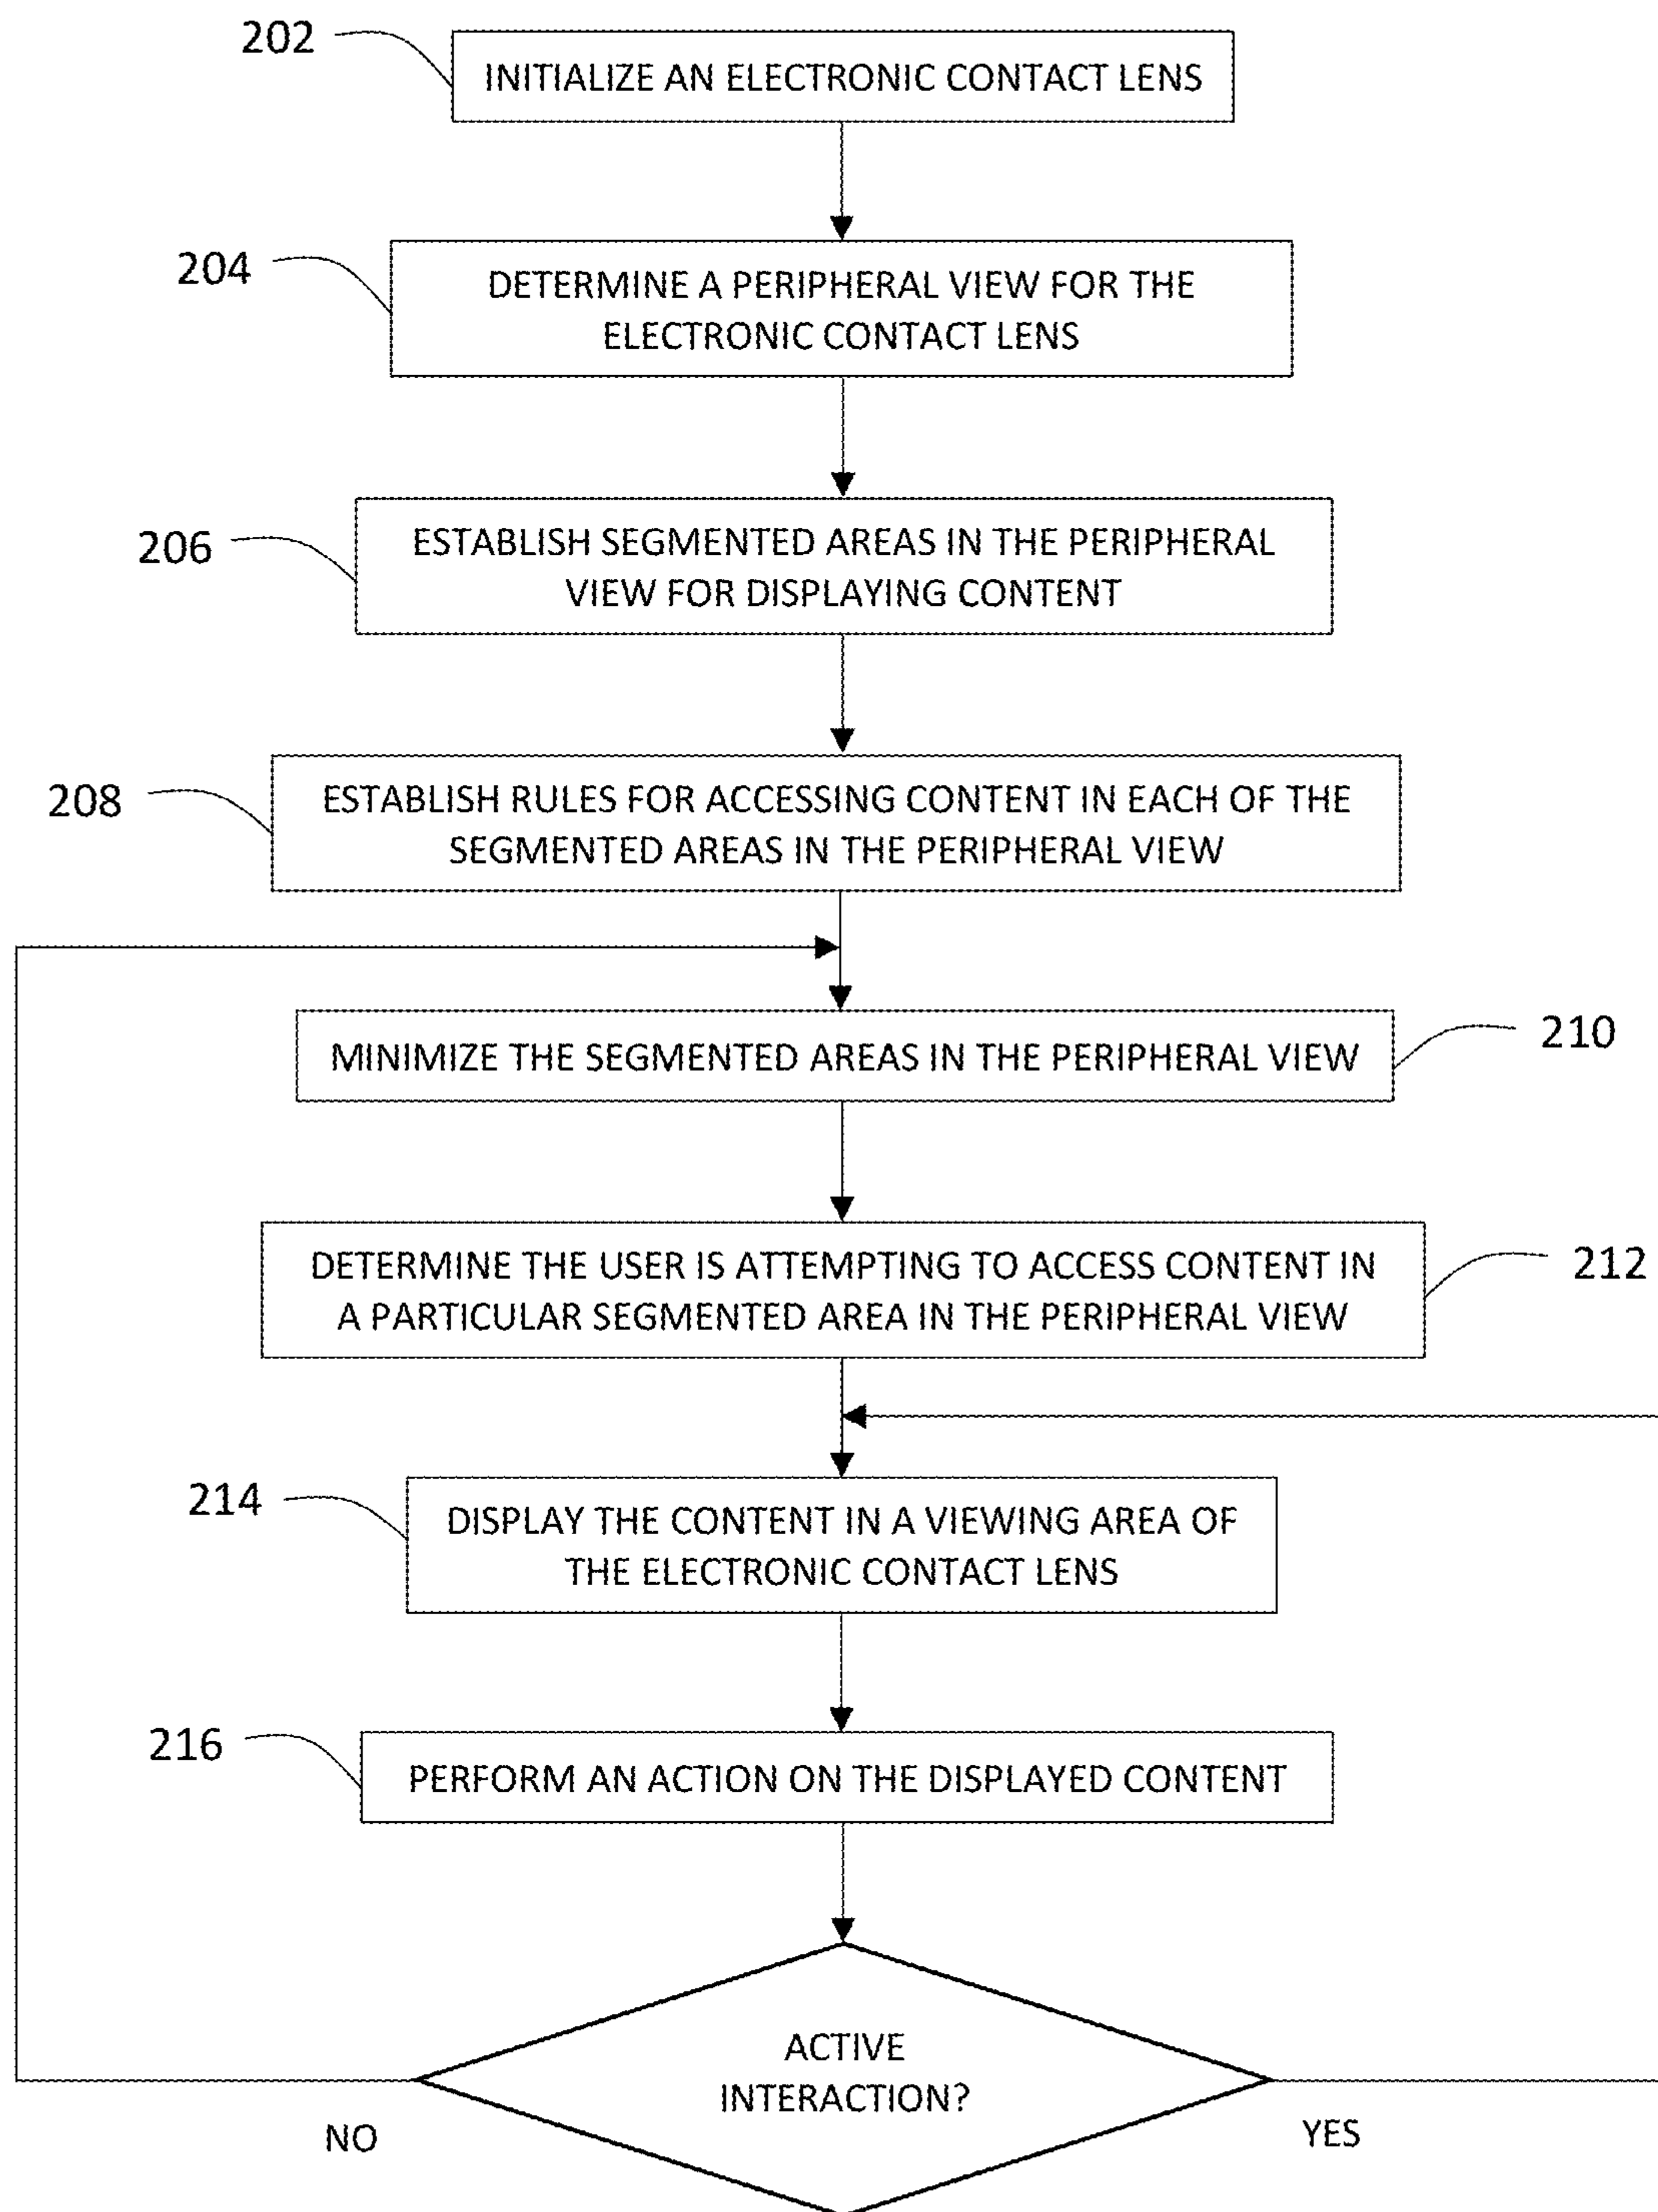 202
INITIALIZE AN ELECTRONIC CONTACT LENS
204
DETERMINE A PERIPHERAL VIEW FOR THE
ELECTRONIC CONTACT LENS
206
ESTABLISH SEGMENTED AREAS IN THE PERIPHERAL
VIEW FOR DISPLAYING CONTENT
208
ESTABLISH RULES FOR ACCESSING CONTENT IN EACH OF THE
SEGMENTED AREAS IN THE PERIPHERAL VIEW
MINIMIZE THE SEGMENTED AREAS IN THE PERIPHERAL VIEW
210
DETERMINE THE USER IS ATTEMPTING TO ACCESS CONTENT IN
A PARTICULAR SEGMENTED AREA IN THE PERIPHERAL VIEW
212
214
DISPLAY THE CONTENT IN A VIEWING AREA OF
THE ELECTRONIC CONTACT LENS
216
PERFORM AN ACTION ON THE DISPLAYED CONTENT
ACTIVE
INTERACTION?
NO
YES